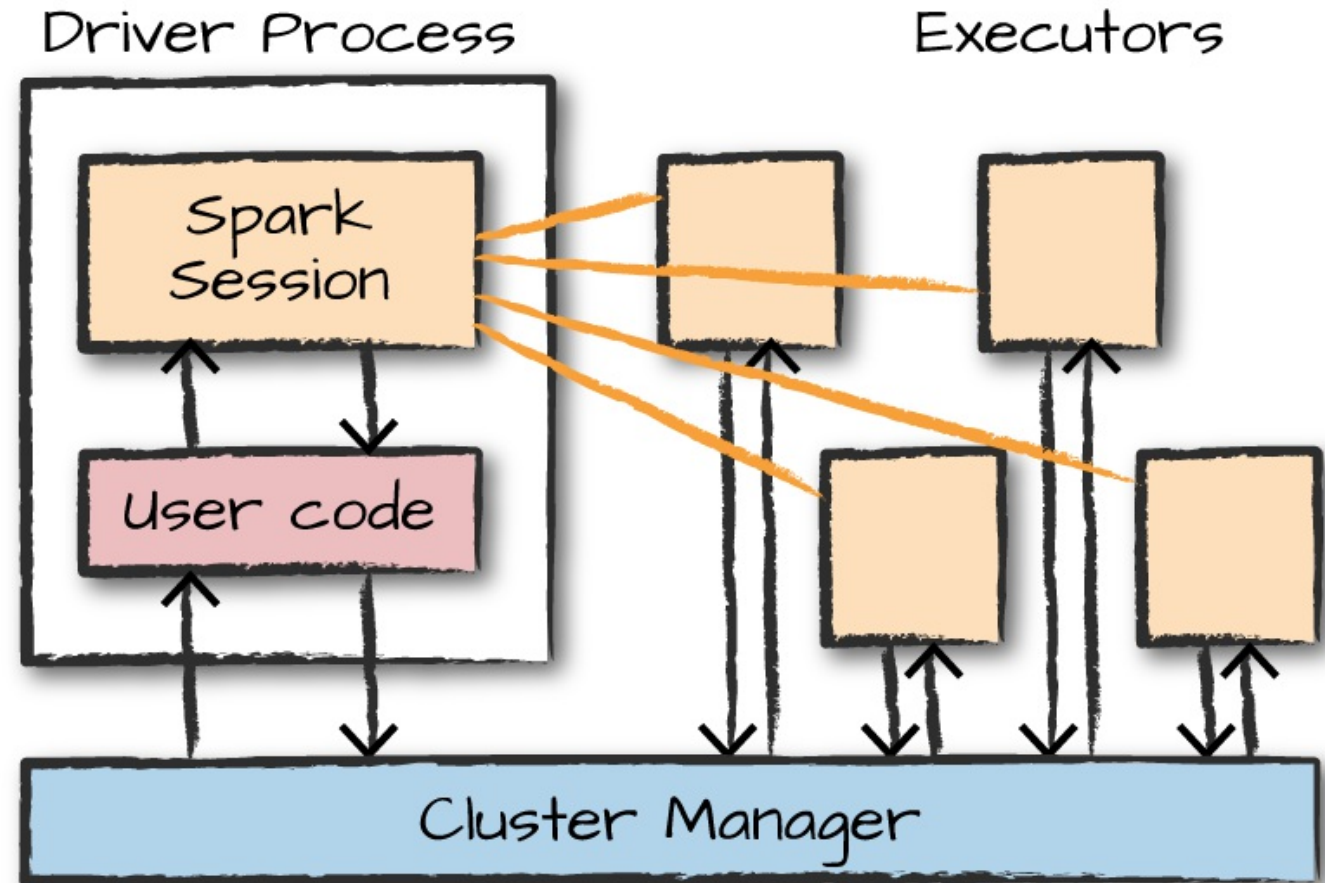 Driver Process
Executors
Spark
Session
User code
Cluster Manager